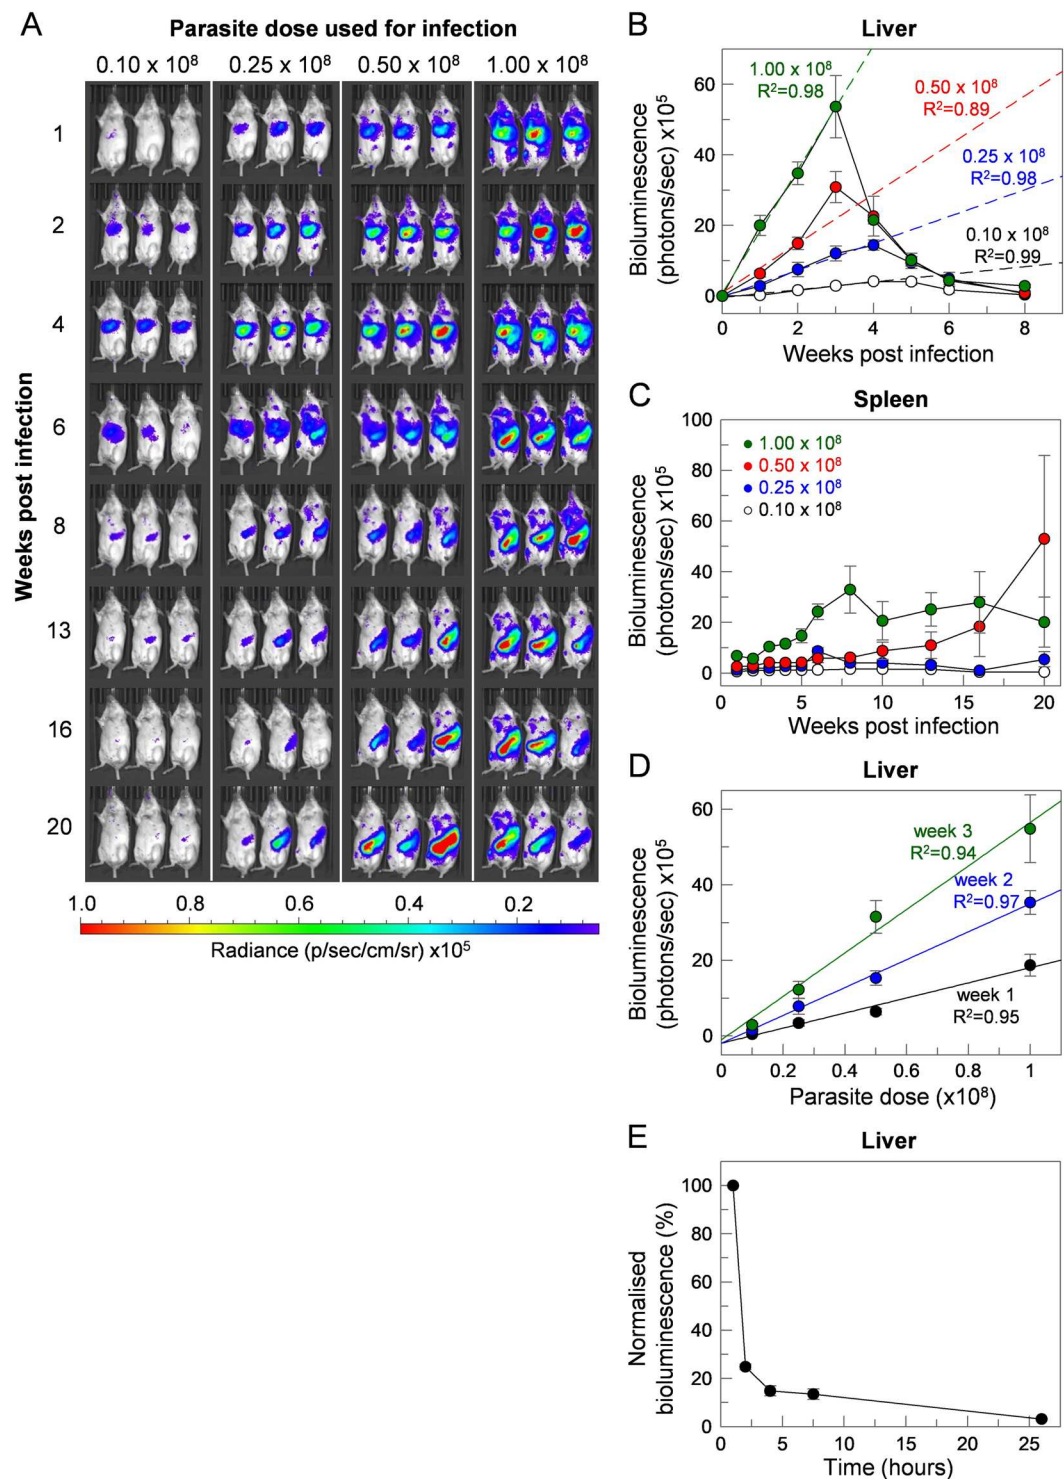 A
Parasite dose used for infection
0.10 x 10⁸ 0.25 x 10⁸ 0.50 x 10⁸ 1.00 x 10⁸
Weeks post infection
1
2
4
6
8
13
16
20
1.0 0.8 0.6 0.4 0.2
Radiance (p/sec/cm/sr) x10⁵
B
Liver
Bioluminescence
(photons/sec) x10⁵
60
40
20
0
1.00 x 10⁸
R²=0.98
0.50 x 10⁸
R²=0.89
0.25 x 10⁸
R²=0.98
0.10 x 10⁸
R²=0.99
0 2 4 6 8
Weeks post infection
C
Spleen
Bioluminescence
(photons/sec) x10⁵
100
80
60
40
20
0
1.00 x 10⁸
0.50 x 10⁸
0.25 x 10⁸
0.10 x 10⁸
5 10 15 20
Weeks post infection
D
Liver
Bioluminescence
(photons/sec) x10⁵
60
40
20
0
week 3
R²=0.94
week 2
R²=0.97
week 1
R²=0.95
0 0.2 0.4 0.6 0.8 1
Parasite dose (x10⁸)
E
Liver
Normalised
bioluminescence (%)
100
80
60
40
20
0
0 5 10 15 20 25
Time (hours)